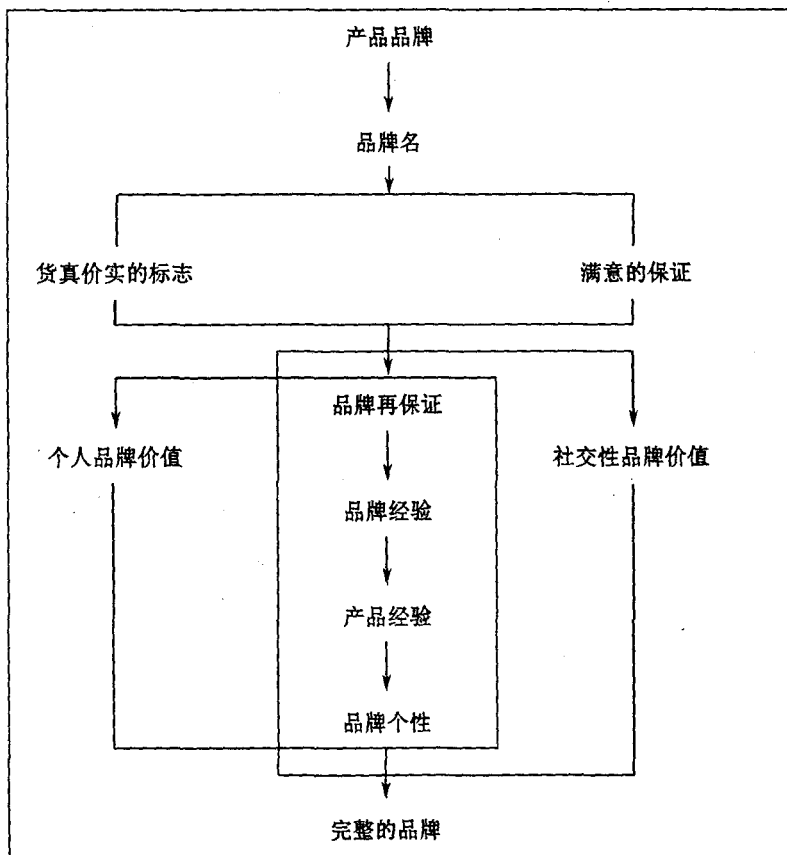 产品品牌
品牌名
货真价实的标志
满意的保证
品牌再保证
个人品牌价值
社交性品牌价值
品牌经验
产品经验
品牌个性
完整的品牌